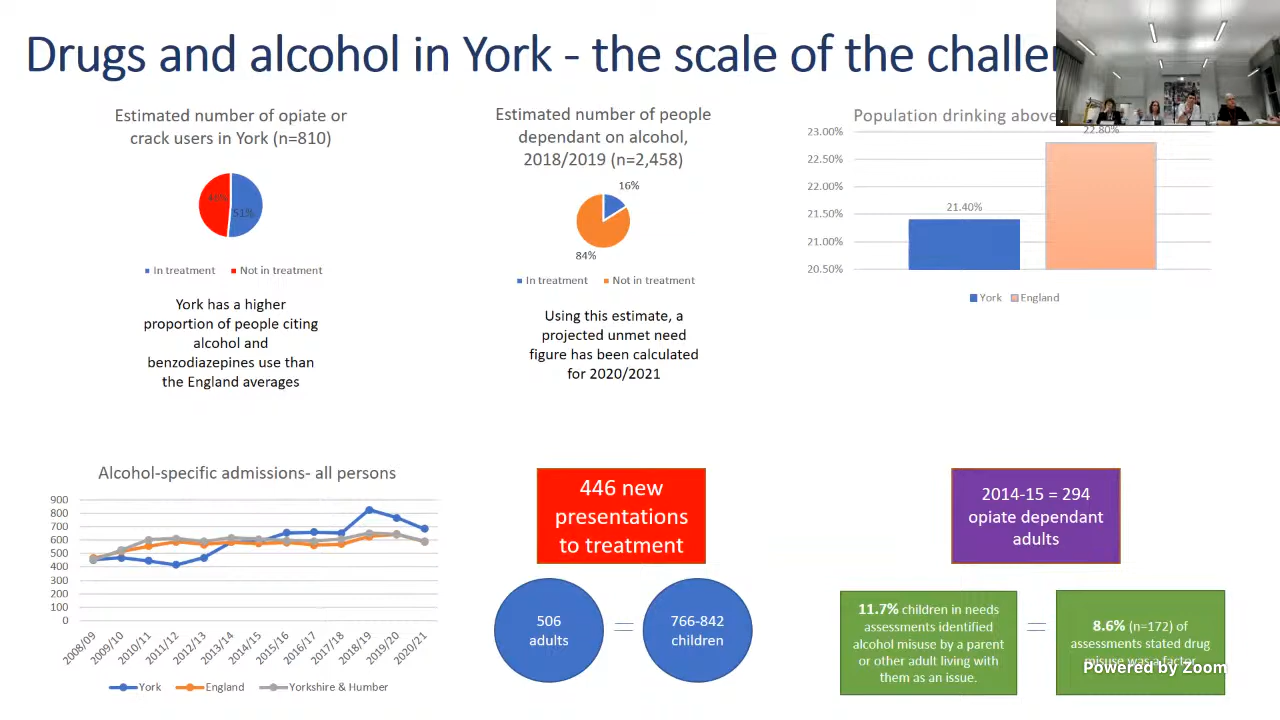 Drugs and alcohol in York - the scale of the
Estimated number of opiate or
crack users in York (n=810)
51%
In treatment
Not in treatment
York has a higher
proportion of people citing
alcohol and
benzodiazepines use than
the England averages
Estimated number of people
dependant on alcohol,
2018/2019 (n=2,458)
16%
84%
In treatment
Not in treatment
Using this estimate, a
projected unmet need
figure has been calculated
for 2020/2021
Population drinking above
23.00%
22.50%
22.00%
21.50%
21.00%
20.50%
21.40%
22.80%
York
England
Alcohol-specific admissions- all persons
900
800
700
600
500
400
300
200
100
0
2008/09
2009/10
2010/11
2011/12
2012/13
2013/14
2014/15
2015/16
2016/17
2017/18
2018/19
2019/20
2020/21
York
England
Yorkshire & Humber
446 new
presentations
to treatment
506
adults
=
766-842
children
2014-15 = 294
opiate dependant
adults
11.7% children in needs
assessments identified
alcohol misuse by a parent
or other adult living with
them as an issue.
=
8.6% (n=172) of
assessments stated drug
misuse was a factor
Powered by Zoom